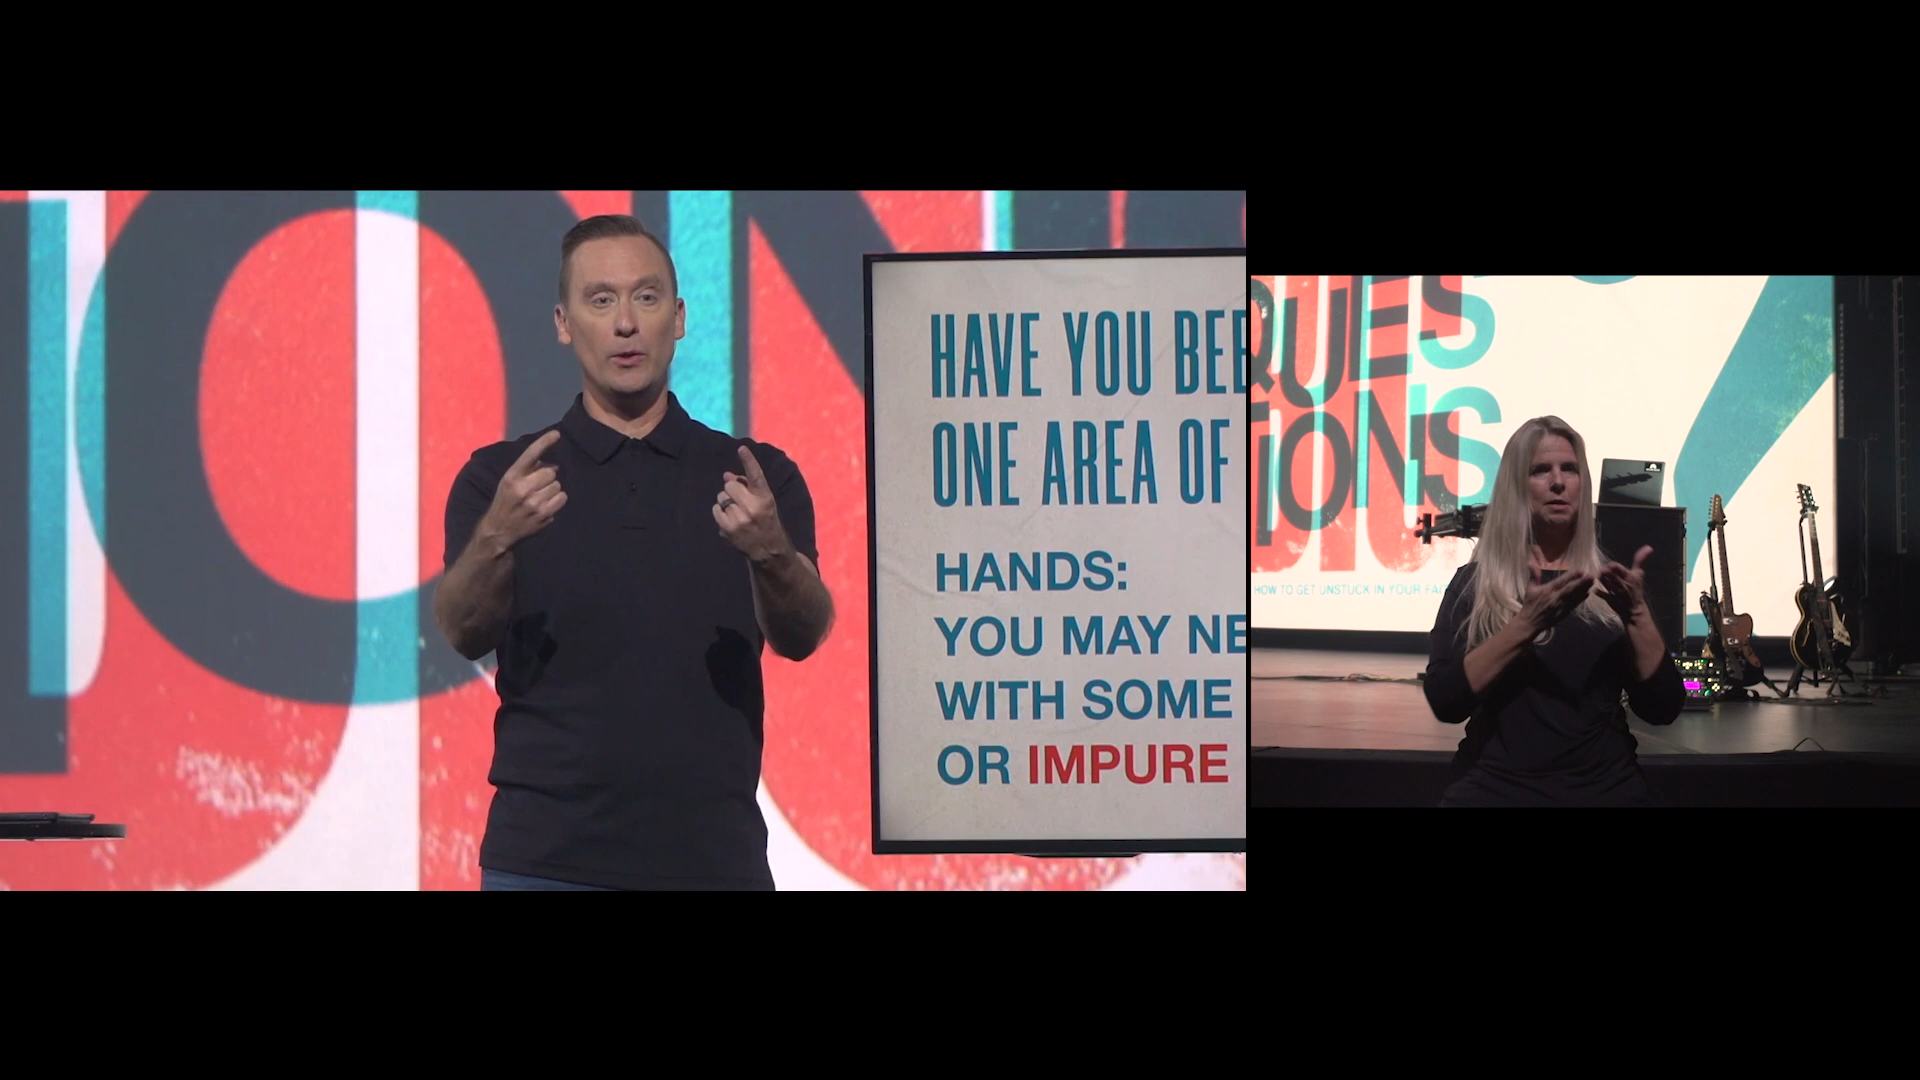 HAVE YOU BEE
ONE AREA OF
HANDS:
YOU MAY NE
WITH SOME
OR IMPURE
QUES
TIONS
HOW TO GET UNSTUCK IN YOUR FA